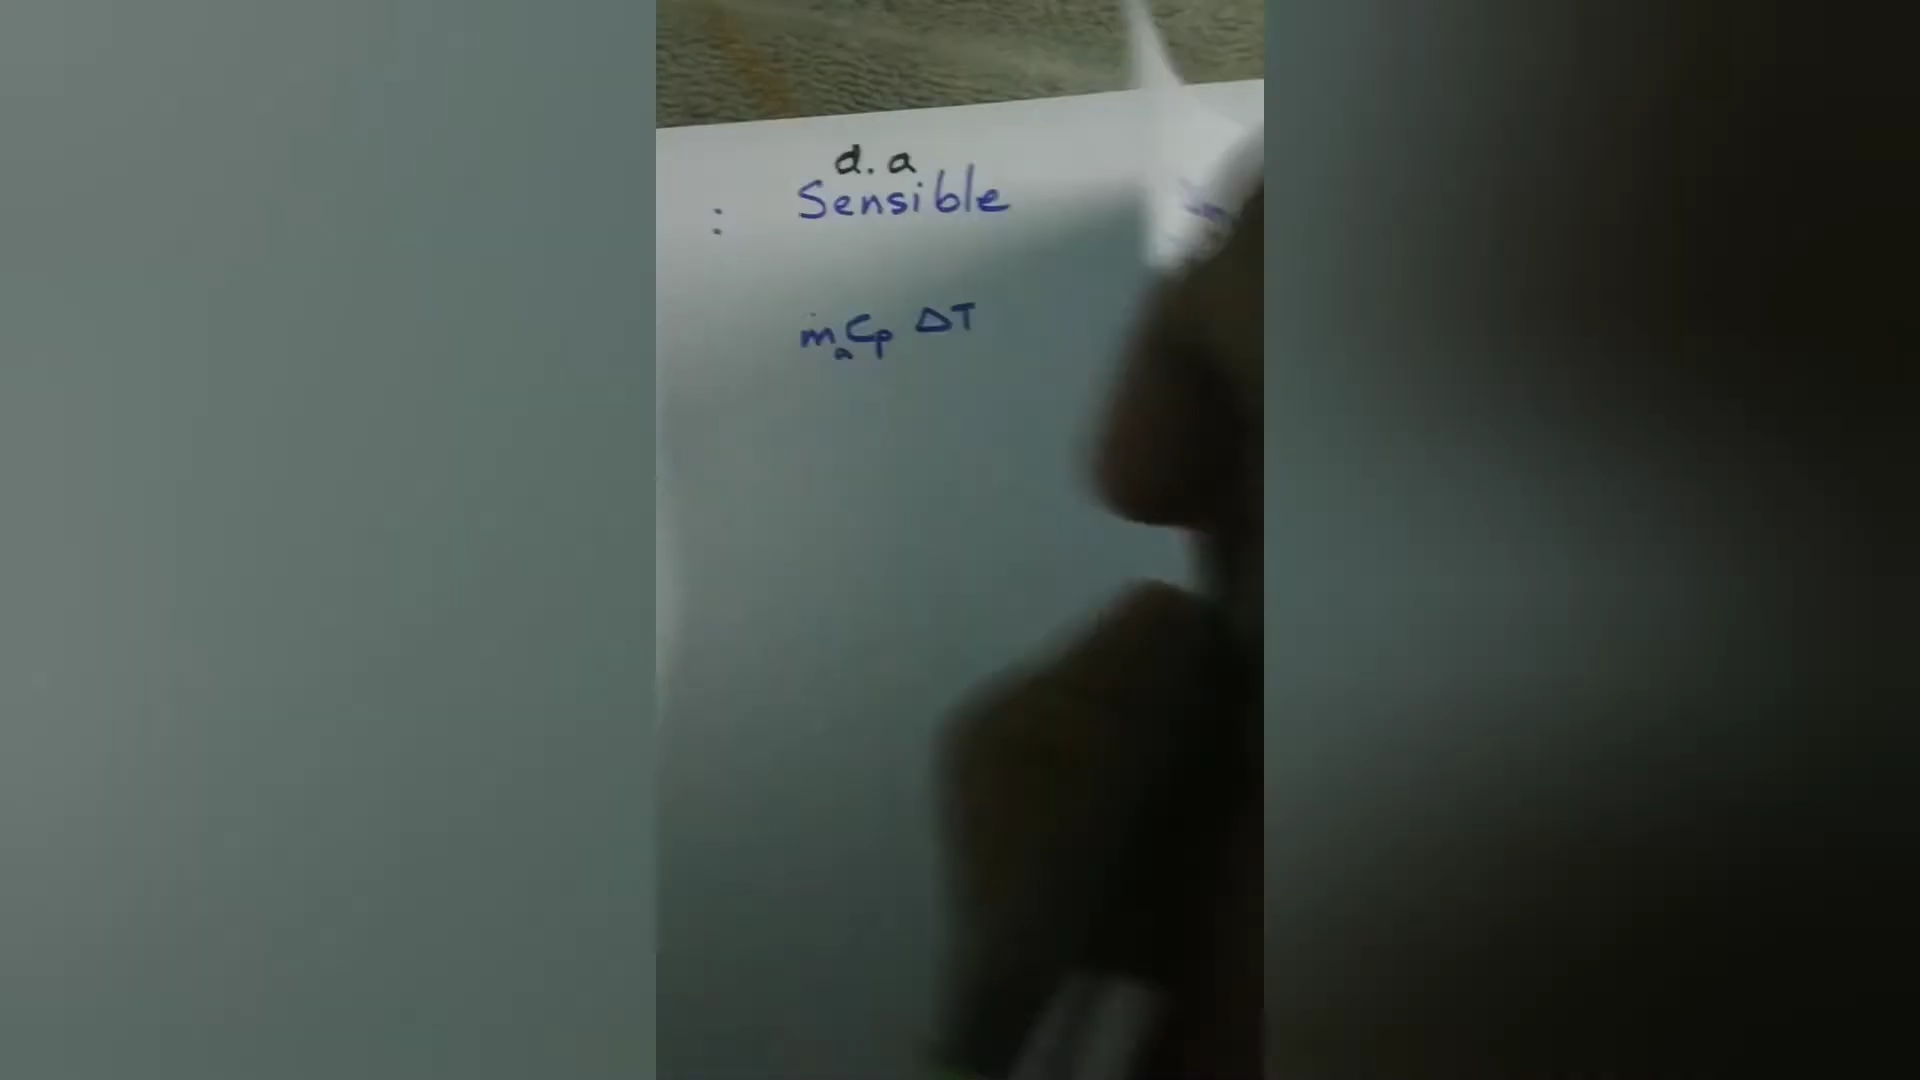 d. a
: Sensible
ṁₐCp ΔT